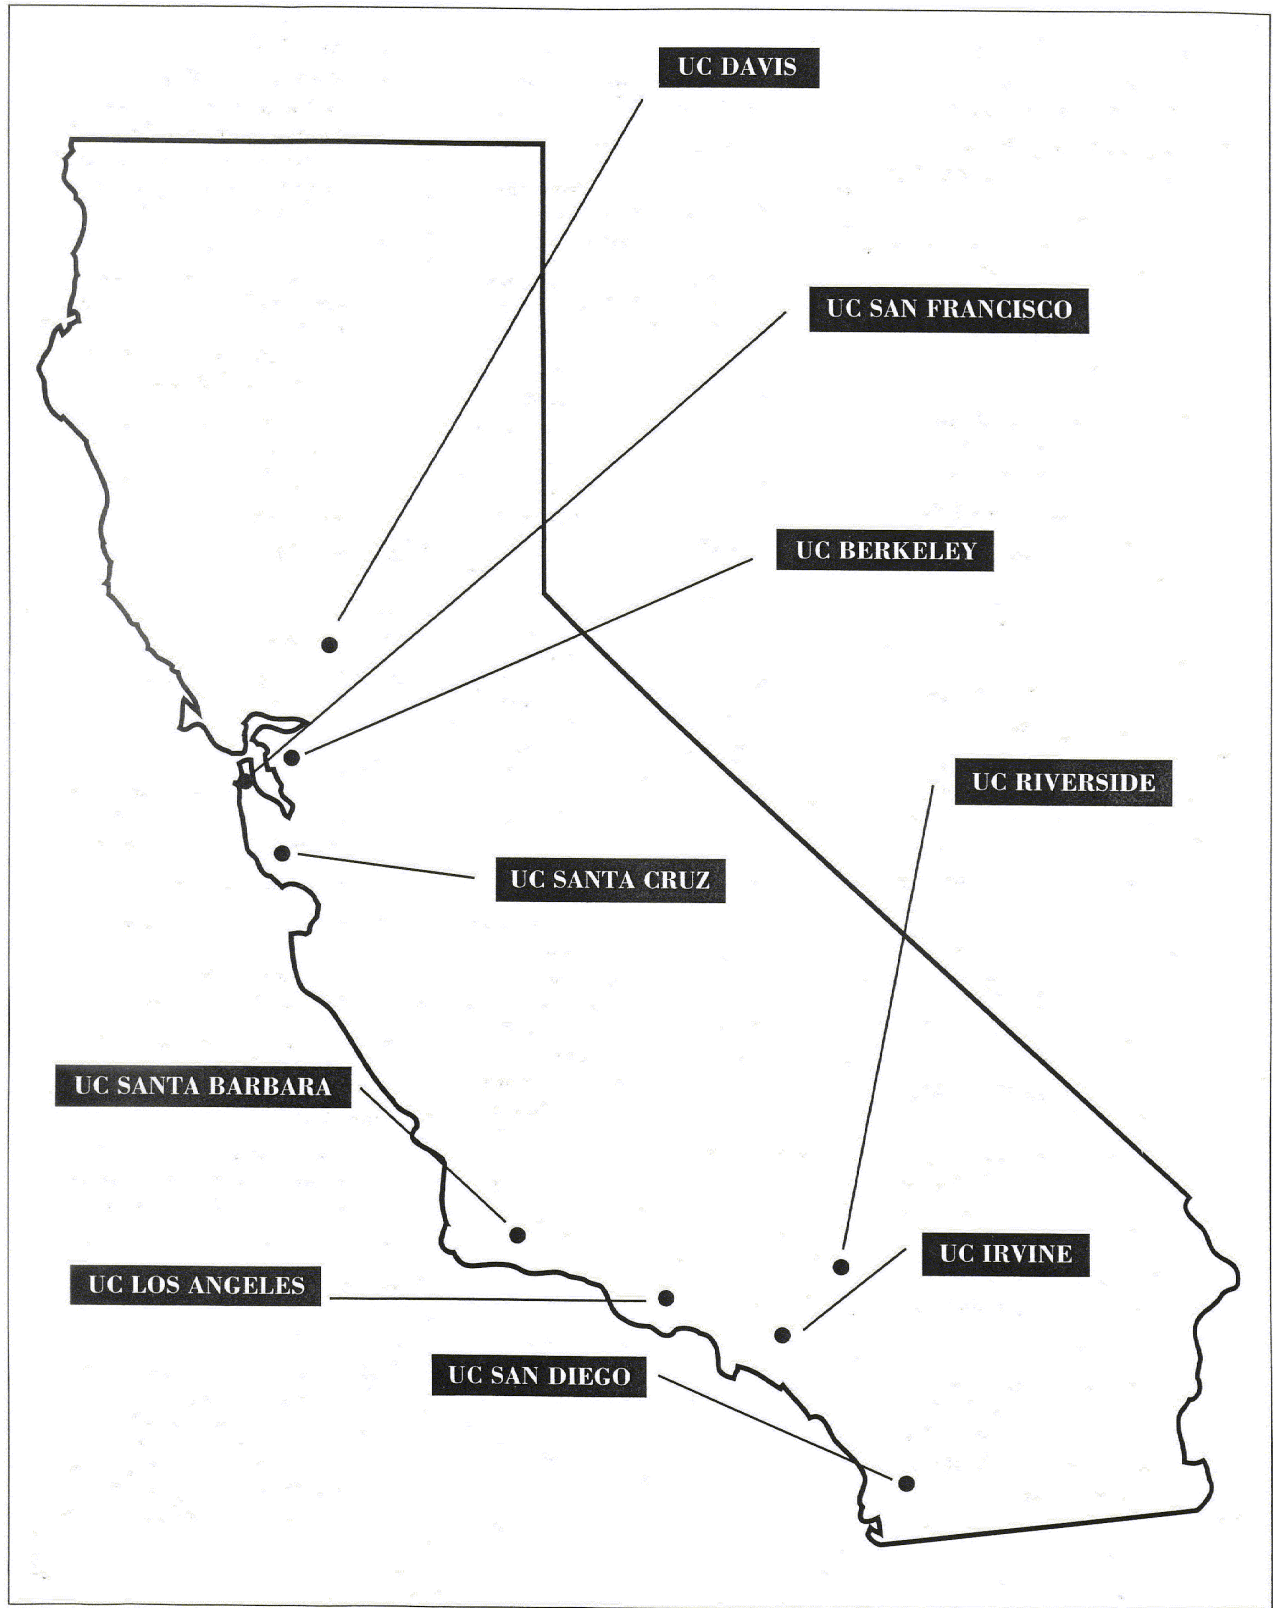 UC DAVIS
UC SAN FRANCISCO
UC BERKELEY
UC RIVERSIDE
UC SANTA CRUZ
UC SANTA BARBARA
UC IRVINE
UC LOS ANGELES
UC SAN DIEGO